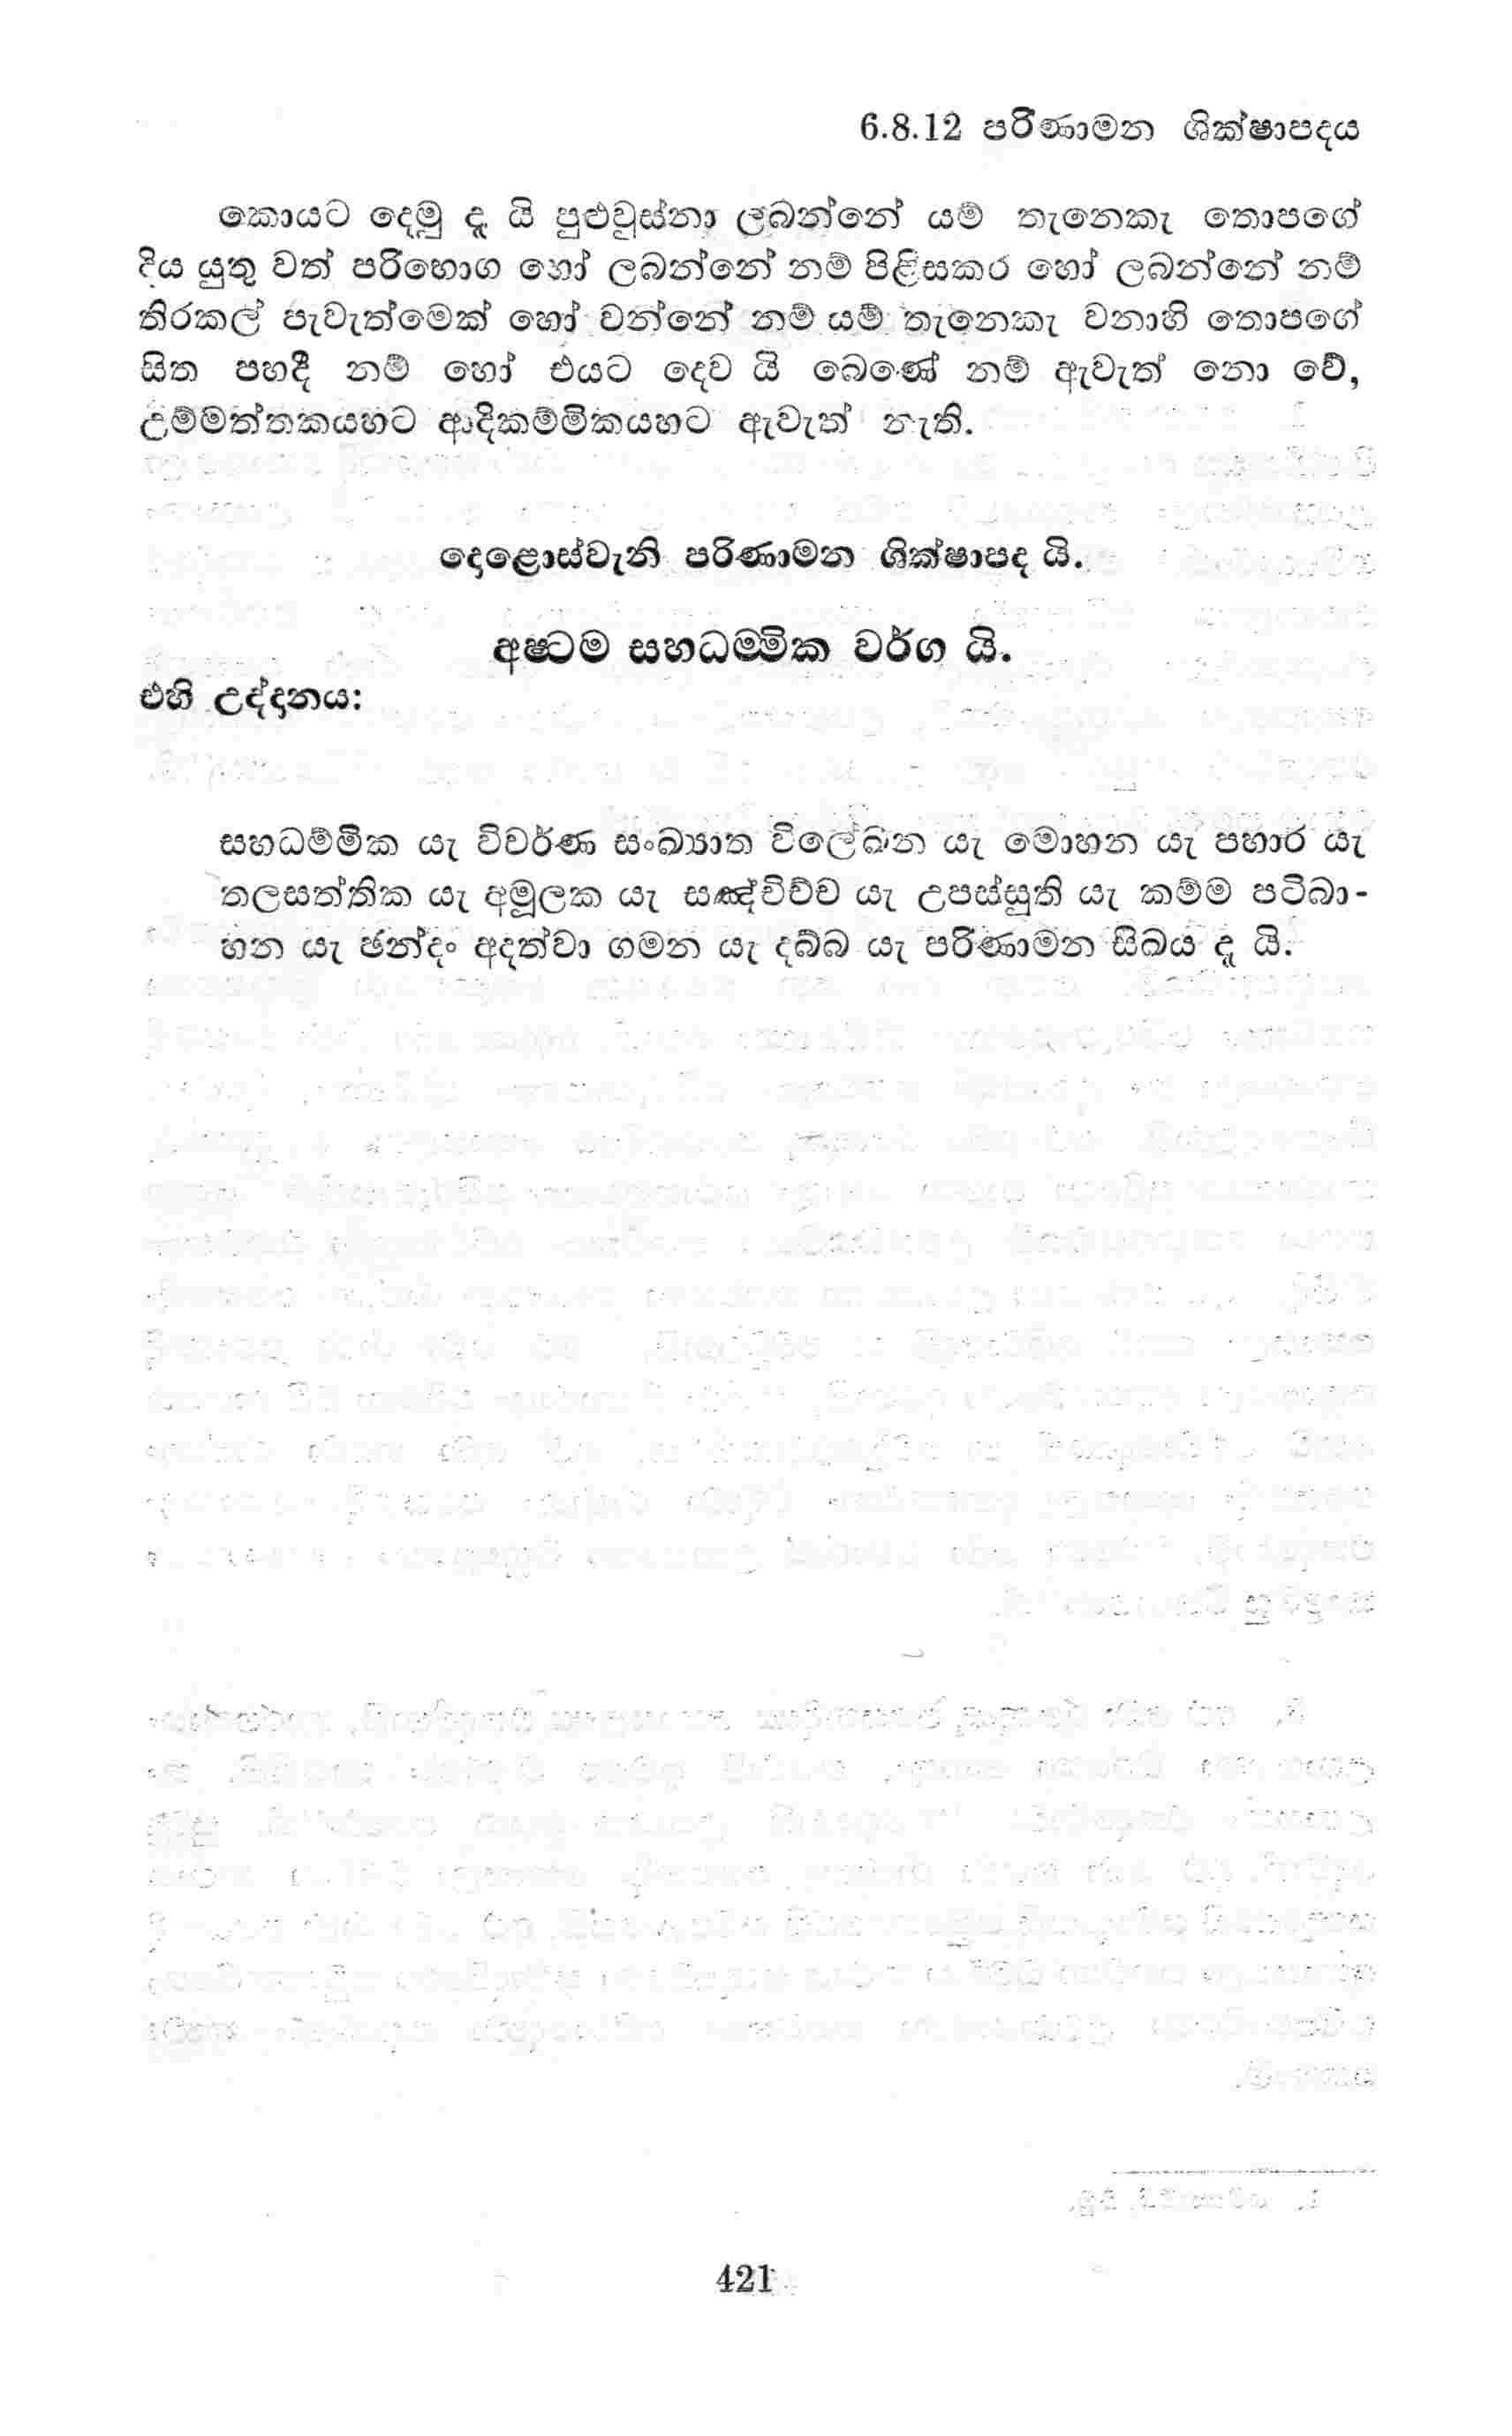 6.8.12 පරිණාමන ශික්ෂාපදය
කොයට දෙමු දැ යි පුළුවුස්නා ලබන්නේ යම් තැනෙකැ තොපගේ
දිය යුතු වත් පරිභොග හෝ ලබන්නේ නම් පිළිසකර හෝ ලබන්නේ නම්
තිරකල් පැවැත්මෙක් හෝ වන්නේ නම් යම් තැනෙකැ වනාහි තොපගේ
සිත පහදී නම් හෝ එයට දෙව යි බෙණේ නම් ඇවැත් නො වේ,
උම්මත්තකයහට ආදිකම්මිකයහට ඇවැත් නැති.
දොළොස්වැනි පරිණාමන ශික්ෂාපද යි.
අෂ්ටම සහධම්මික වර්ග යි.
එහි උද්දානය:
සහධම්මික යැ විවර්ණ සංඛ්‍යාත විලේඛන යැ මොහන යැ පහාර යැ
තලසත්තික යැ අමූලක යැ සඤ්චිච්ච යැ උපස්සූති යැ කම්ම පටිබා-
හන යැ ඡන්දං අදත්වා ගමන යැ දබ්බ යැ පරිණාමන සිඛය දැ යි.
421